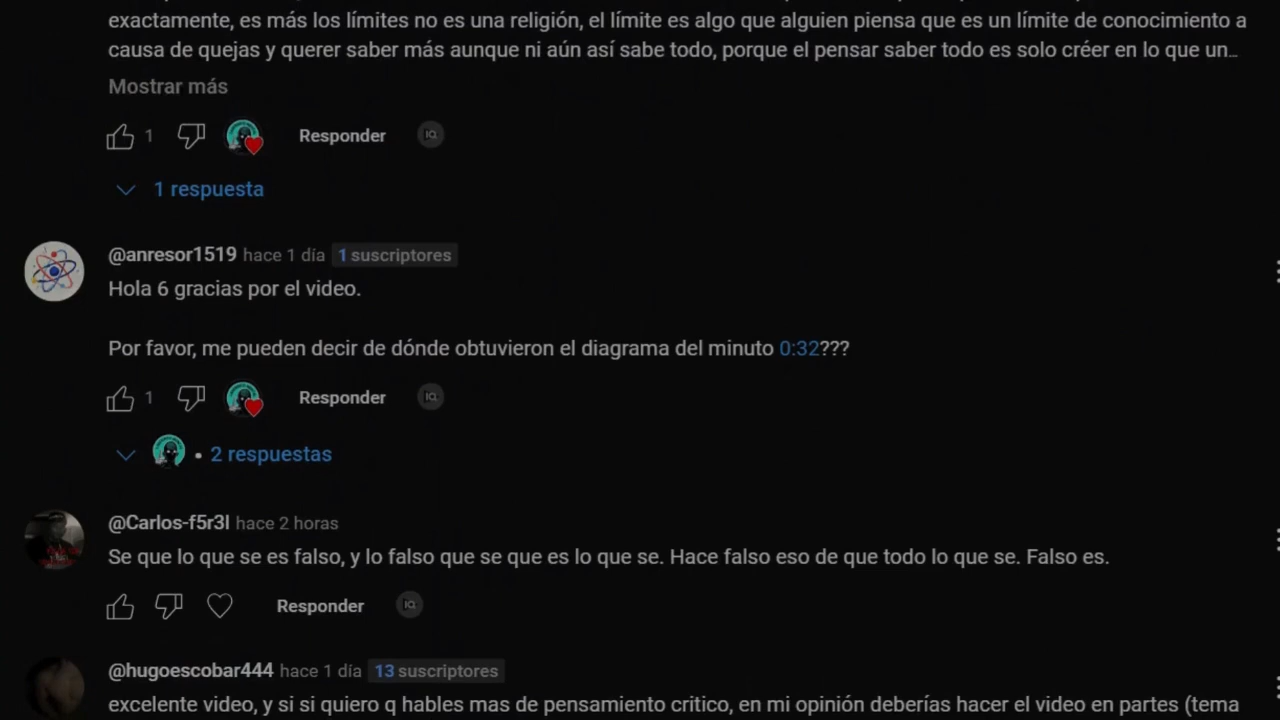 exactamente, es más los límites no es una religión, el límite es algo que alguien piensa que es un límite de conocimiento a
causa de quejas y querer saber más aunque ni aún así sabe todo, porque el pensar saber todo es solo créer en lo que un...
Mostrar más
1 Responder IQ
1 respuesta
@anresor1519 hace 1 día 1 suscriptores
Hola 6 gracias por el video.
Por favor, me pueden decir de dónde obtuvieron el diagrama del minuto 0:32???
1 Responder IQ
• 2 respuestas
@Carlos-f5r3l hace 2 horas
Se que lo que se es falso, y lo falso que se que es lo que se. Hace falso eso de que todo lo que se. Falso es.
Responder IQ
@hugoescobar444 hace 1 día 13 suscriptores
excelente video, y si si quiero q hables mas de pensamiento critico, en mi opinión deberías hacer el video en partes (tema